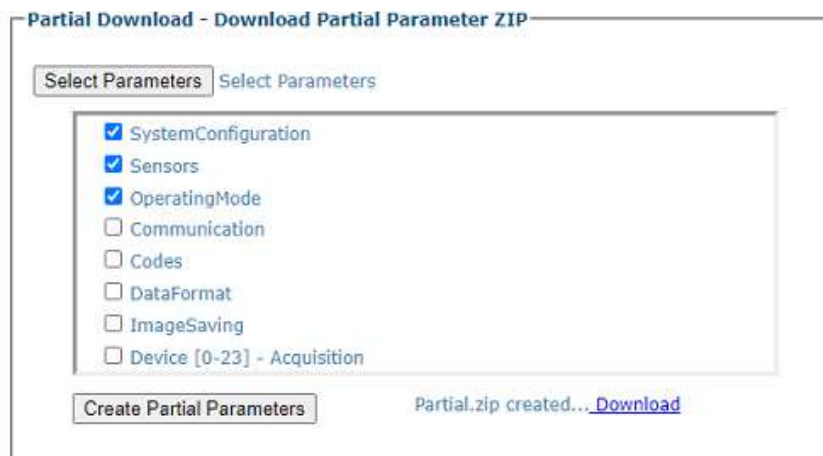 Partial Download - Download Partial Parameter ZIP
Select Parameters Select Parameters
SystemConfiguration
Sensors
OperatingMode
Communication
Codes
DataFormat
ImageSaving
Device [0-23] - Acquisition
Create Partial Parameters Partial.zip created... Download